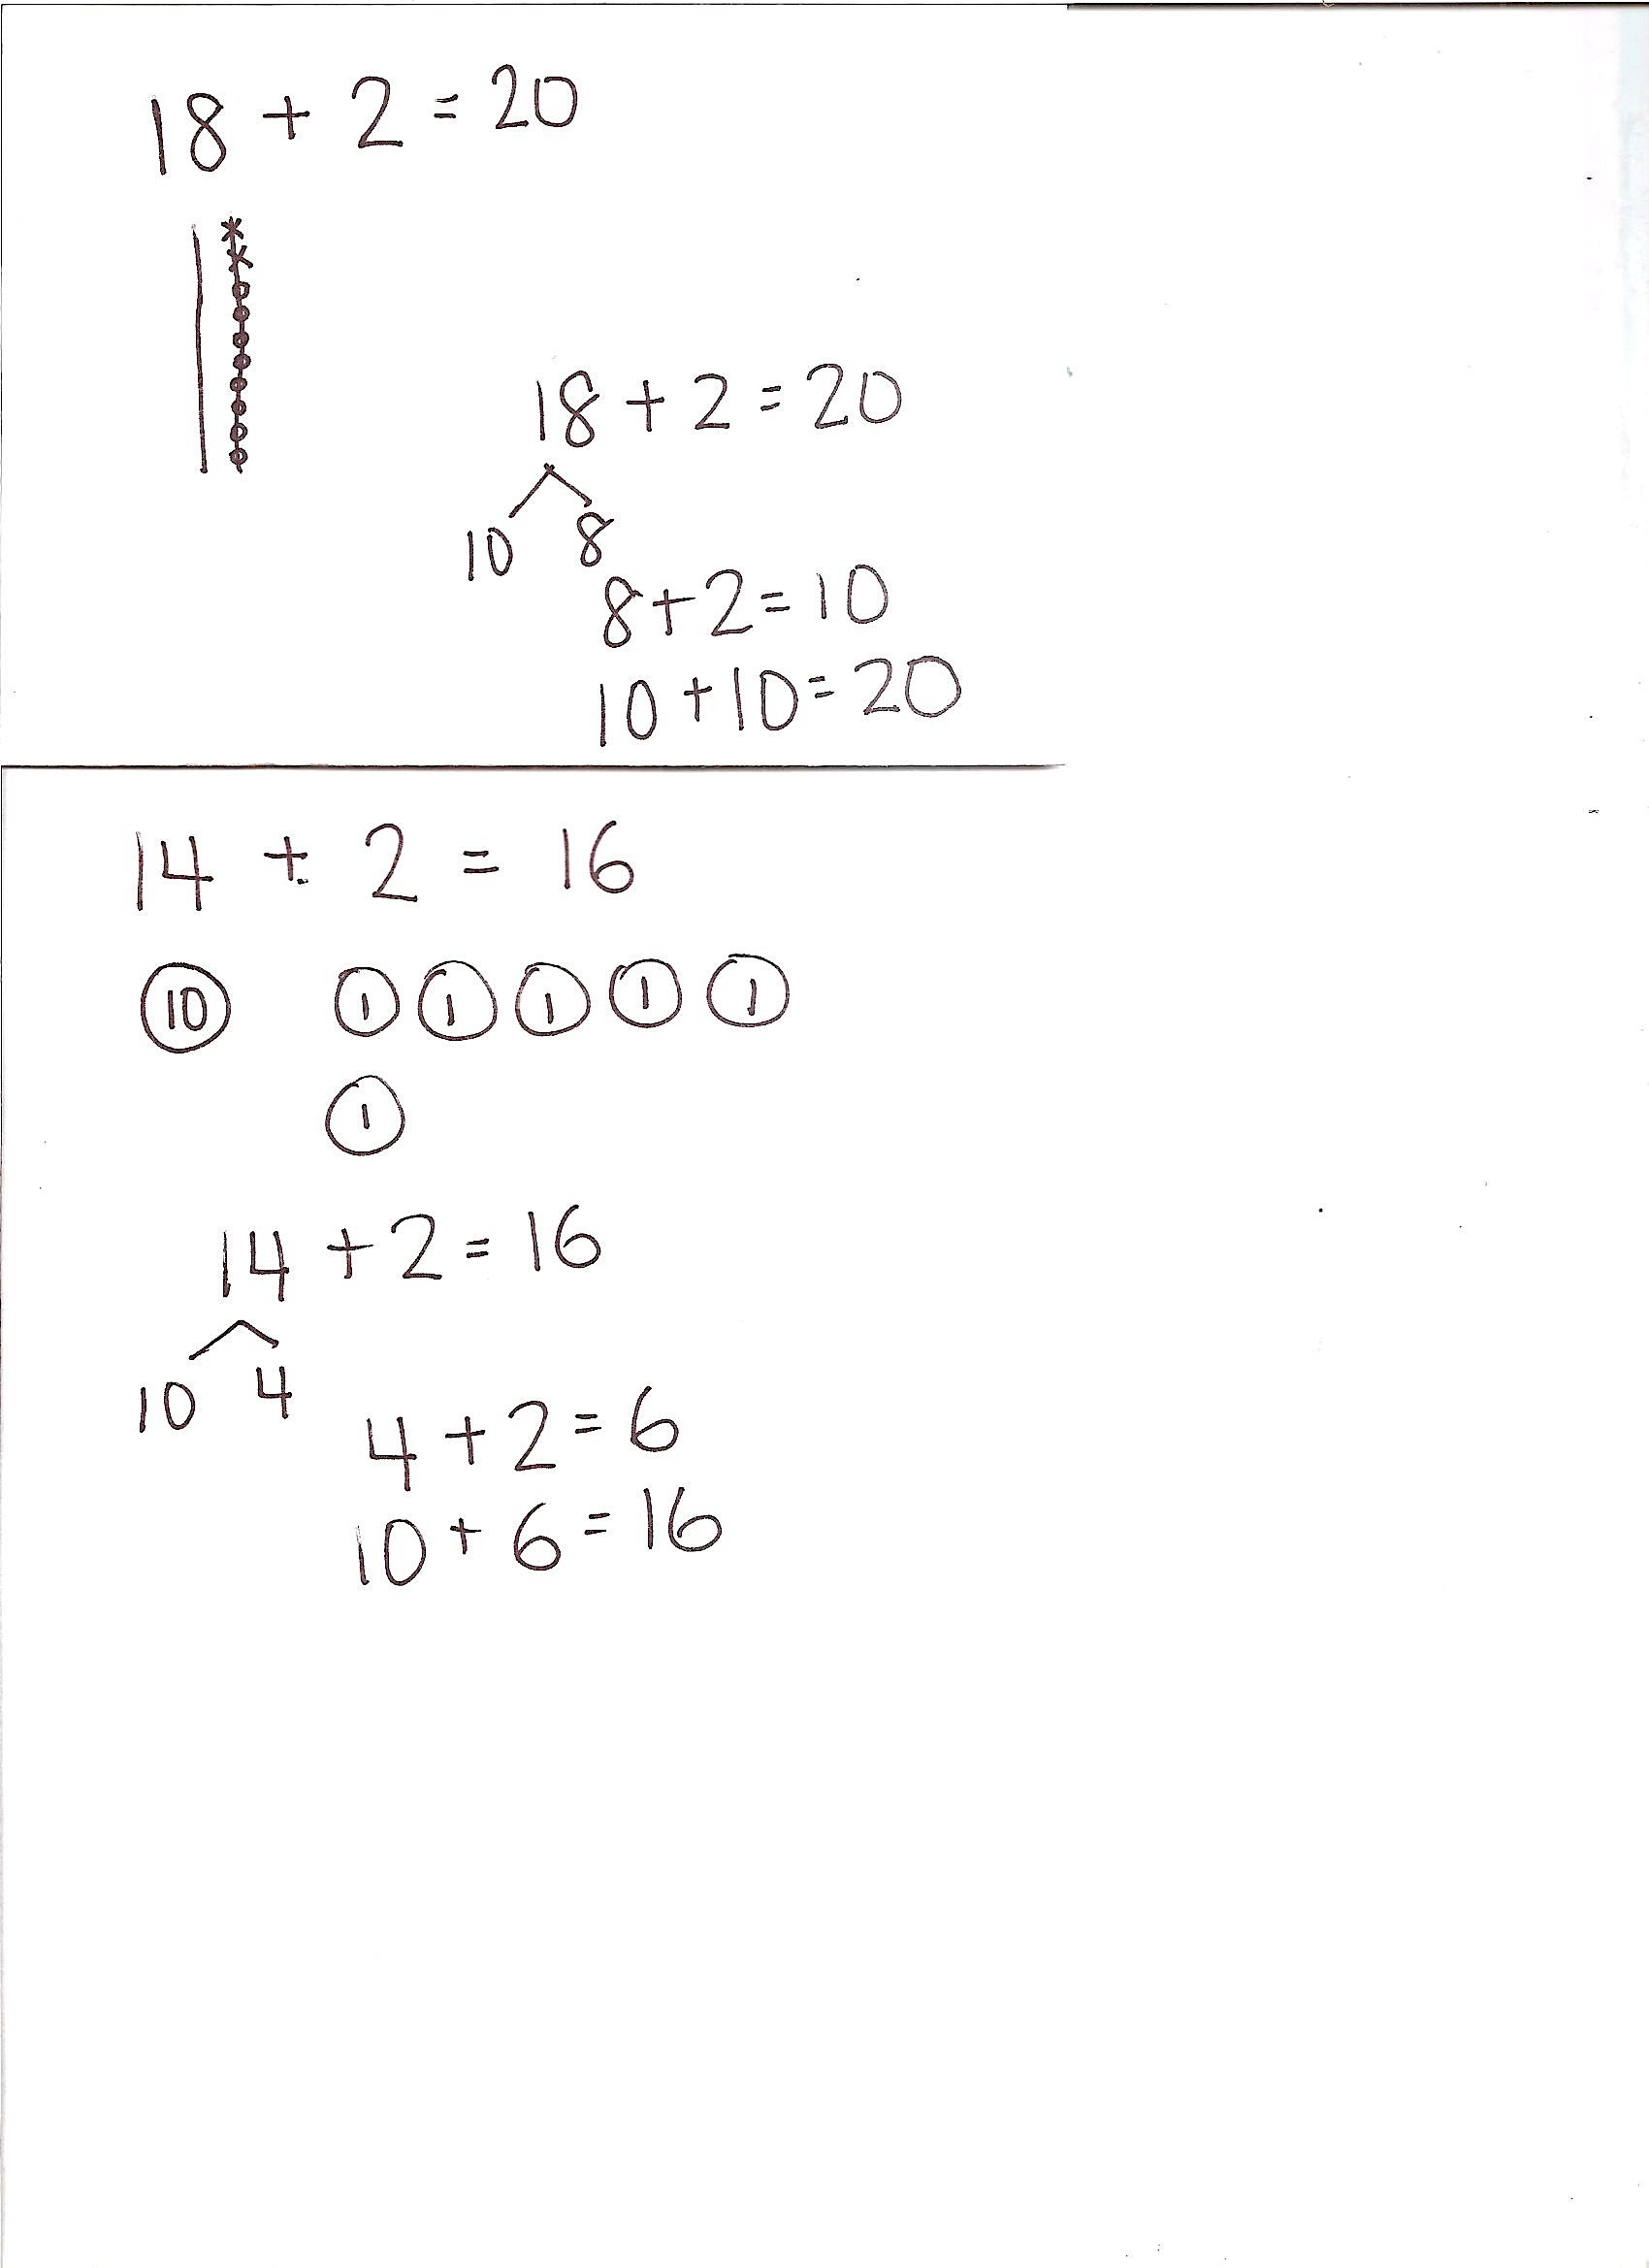 18 + 2 = 20
18 + 2 = 20
10 8
8 + 2 = 10
10 + 10 = 20
14 + 2 = 16
10 1 1 1 1 1
1
14 + 2 = 16
10 4
4 + 2 = 6
10 + 6 = 16